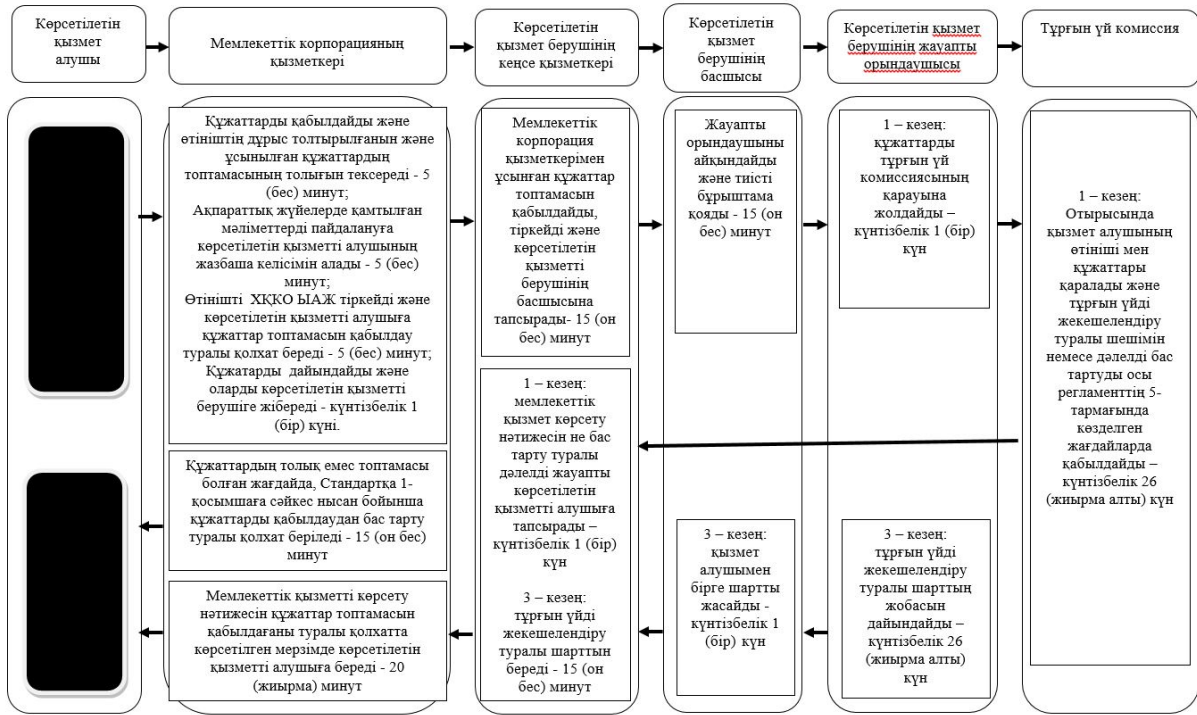 Көрсетілетін
қызмет
алушы
Мемлекеттік корпорацияның
қызметкері
Көрсетілетін
қызмет берушінің
кеңсе қызметкері
Көрсетілетін
қызмет
берушінің
басшысы
Көрсетілетін қызмет
берушінің жауапты
орындаушысы
Тұрғын үй комиссия
Құжаттарды қабылдайды және
өтініштің дұрыс толтырылғанын және
ұсынылған құжаттардың
топтамасының толығын тексереді - 5
(бес) минут;
Ақпараттық жүйелерде қамтылған
мәліметтерді пайдалануға
көрсетілетін қызметті алушының
жазбаша келісімін алады - 5 (бес)
минут;
Өтінішті ХҚКО ЫАЖ тіркейді және
көрсетілетін қызметті алушыға
құжаттар топтамасын қабылдау
туралы қолхат береді - 5 (бес) минут;
Құжатарды дайындайды және
оларды көрсетілетін қызметті
берушіге жібереді - күнтізбелік 1
(бір) күні.
Құжаттардың толық емес топтамасы
болған жағдайда, Стандартқа 1-
қосымшаға сәйкес нысан бойынша
құжаттарды қабылдаудан бас тарту
туралы қолхат беріледі - 15 (он бес)
минут
Мемлекеттік қызметті көрсету
нәтижесін құжаттар топтамасын
қабылдағаны туралы қолхатта
көрсетілген мерзімде көрсетілетін
қызметті алушыға береді - 20
(жиырма) минут
Мемлекеттік
корпорация
қызметкерімен
ұсынған құжаттар
топтамасын
қабылдайды,
тіркейді және
көрсетілетін
қызметті
берушінің
басшысына
тапсырады- 15 (он
бес) минут
1 – кезең:
мемлекеттік
қызмет көрсету
нәтижесін не бас
тарту туралы
дәлелді жауапты
көрсетілетін
қызметті алушыға
тапсырады –
күнтізбелік 1 (бір)
күн
3 – кезең:
тұрғын үйді
жекешелендіру
туралы шарттын
береді - 15 (он
бес) минут
Жауапты
орындаушыны
айқындайды
және тиісті
бұрыштама
қояды - 15 (он
бес) минут
3 – кезең:
қызмет
алушымен
бірге шартты
жасайды -
күнтізбелік 1
(бір) күн
1 – кезең:
құжаттарды
тұрғын үй
комиссиясының
қарауына
жолдайды –
күнтізбелік 1 (бір)
күн
3 – кезең:
тұрғын үйді
жекешелендіру
туралы шарттың
жобасын
дайындайды –
күнтізбелік 26
(жиырма алты)
күн
1 – кезең:
Отырысында
қызмет алушының
өтініші мен
құжаттары
қаралады және
тұрғын үйді
жекешелендіру
туралы шешімін
немесе дәлелді бас
тартуды осы
регламенттің 5-
тармағында
көзделген
жағдайларда
қабылдайды –
күнтізбелік 26
(жиырма алты) күн